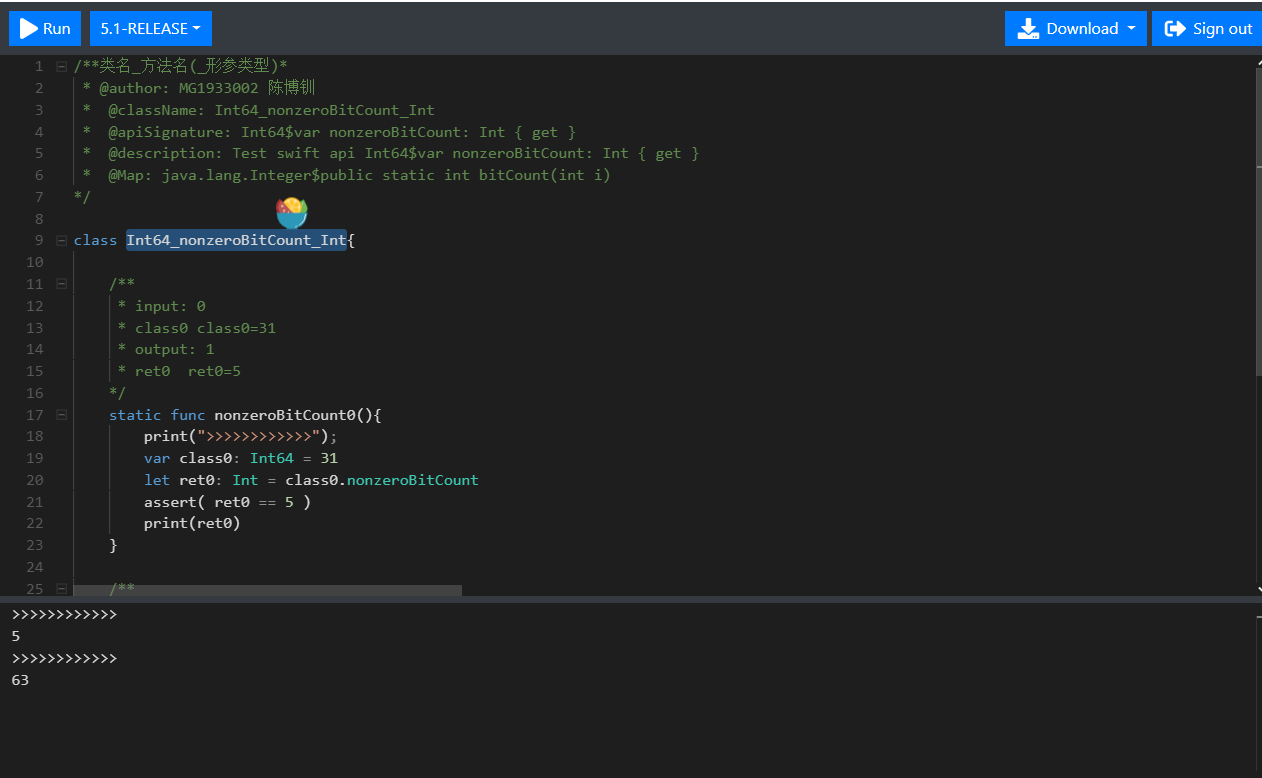 Run 5.1-RELEASE Download Sign out
1 /**类名_方法名(_形参类型)*
2 * @author: MG1933002 陈博钏
3 * @className: Int64_nonzeroBitCount_Int
4 * @apiSignature: Int64$var nonzeroBitCount: Int { get }
5 * @description: Test swift api Int64$var nonzeroBitCount: Int { get }
6 * @Map: java.lang.Integer$public static int bitCount(int i)
7 */
8
9 class Int64_nonzeroBitCount_Int{
10
11 /**
12 * input: 0
13 * class0 class0=31
14 * output: 1
15 * ret0  ret0=5
16 */
17 static func nonzeroBitCount0(){
18 print(">>>>>>>>>>>>");
19 var class0: Int64 = 31
20 let ret0: Int = class0.nonzeroBitCount
21 assert( ret0 == 5 )
22 print(ret0)
23 }
24
25 /**
>>>>>>>>>>>>
5
>>>>>>>>>>>>
63